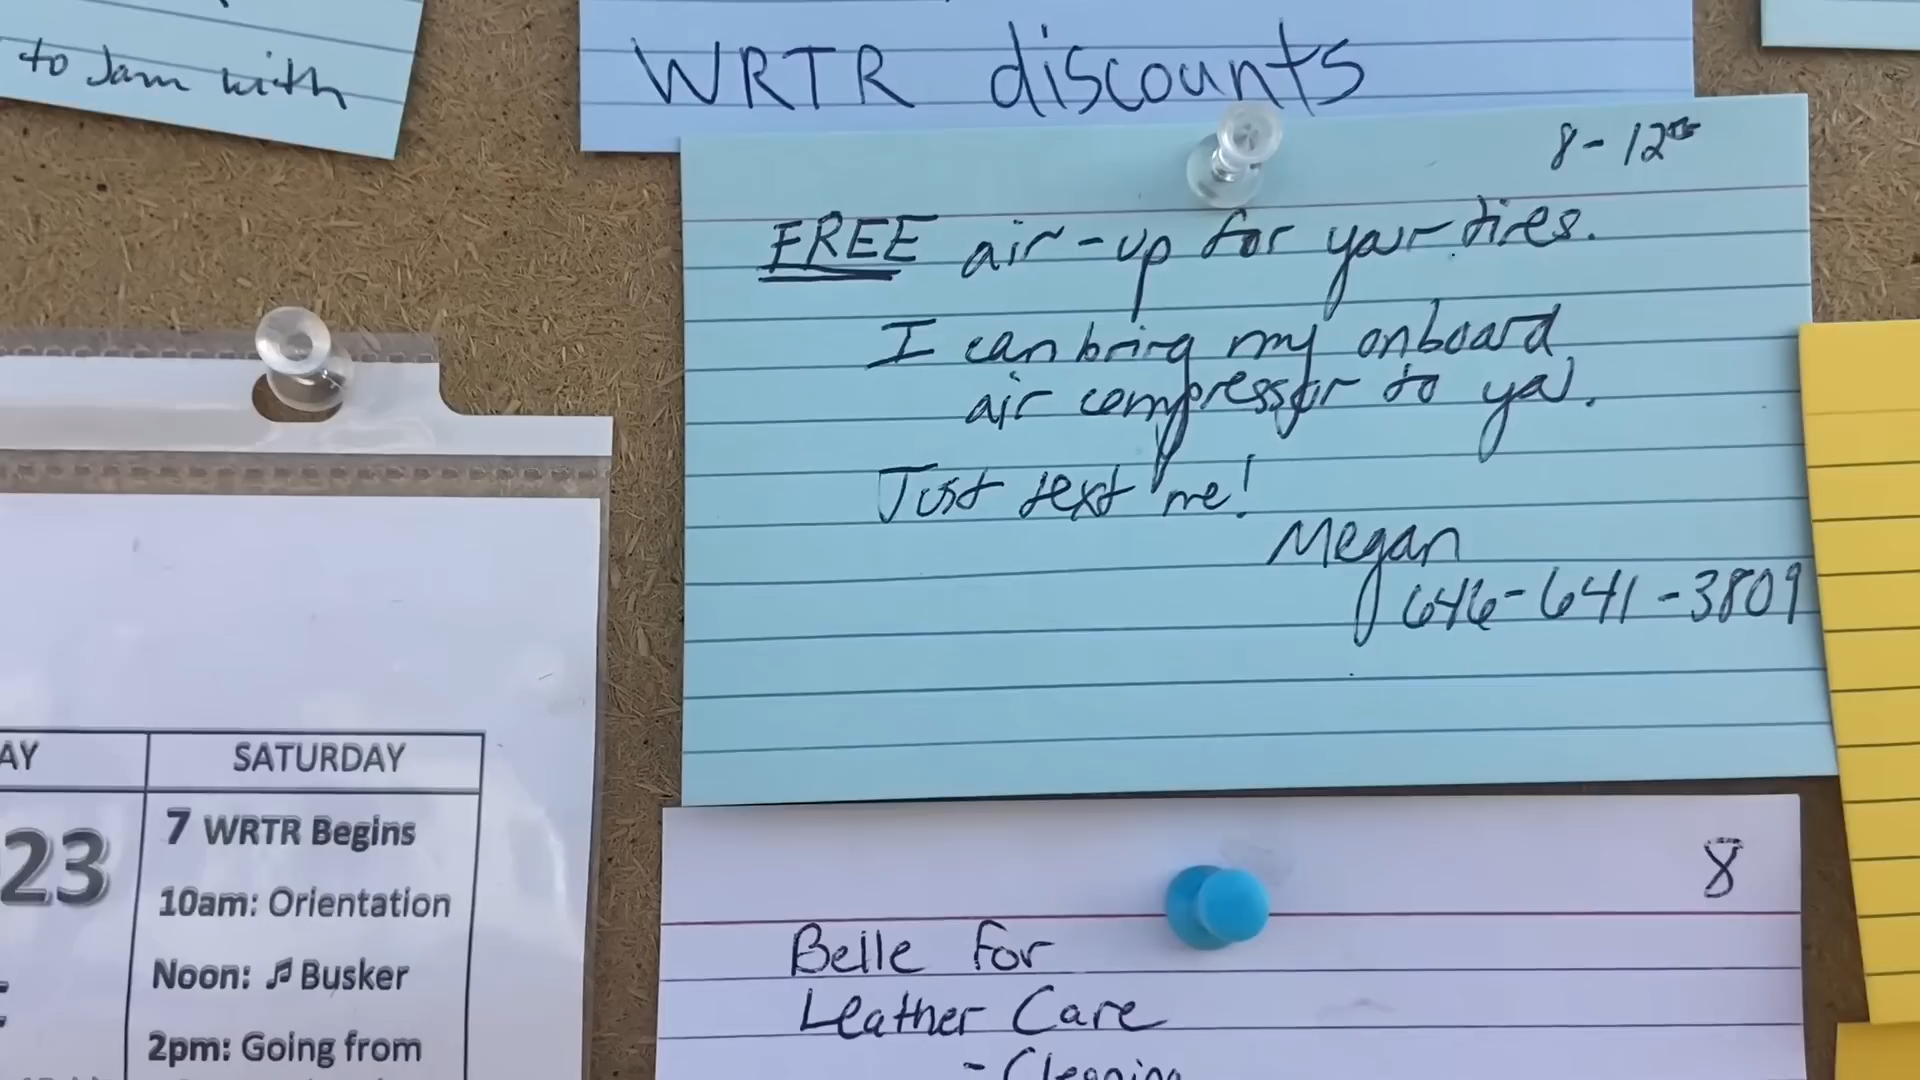 to Jam with
WRTR discounts
8-12th
FREE air-up for your tires.
I can bring my onboard
air compressor to ya.
Just text me!
Megan
646-641-3809
AY
SATURDAY
23
7 WRTR Begins
10am: Orientation
Noon: ♫ Busker
2pm: Going from
8
Belle For
Leather Care
- Cleaning